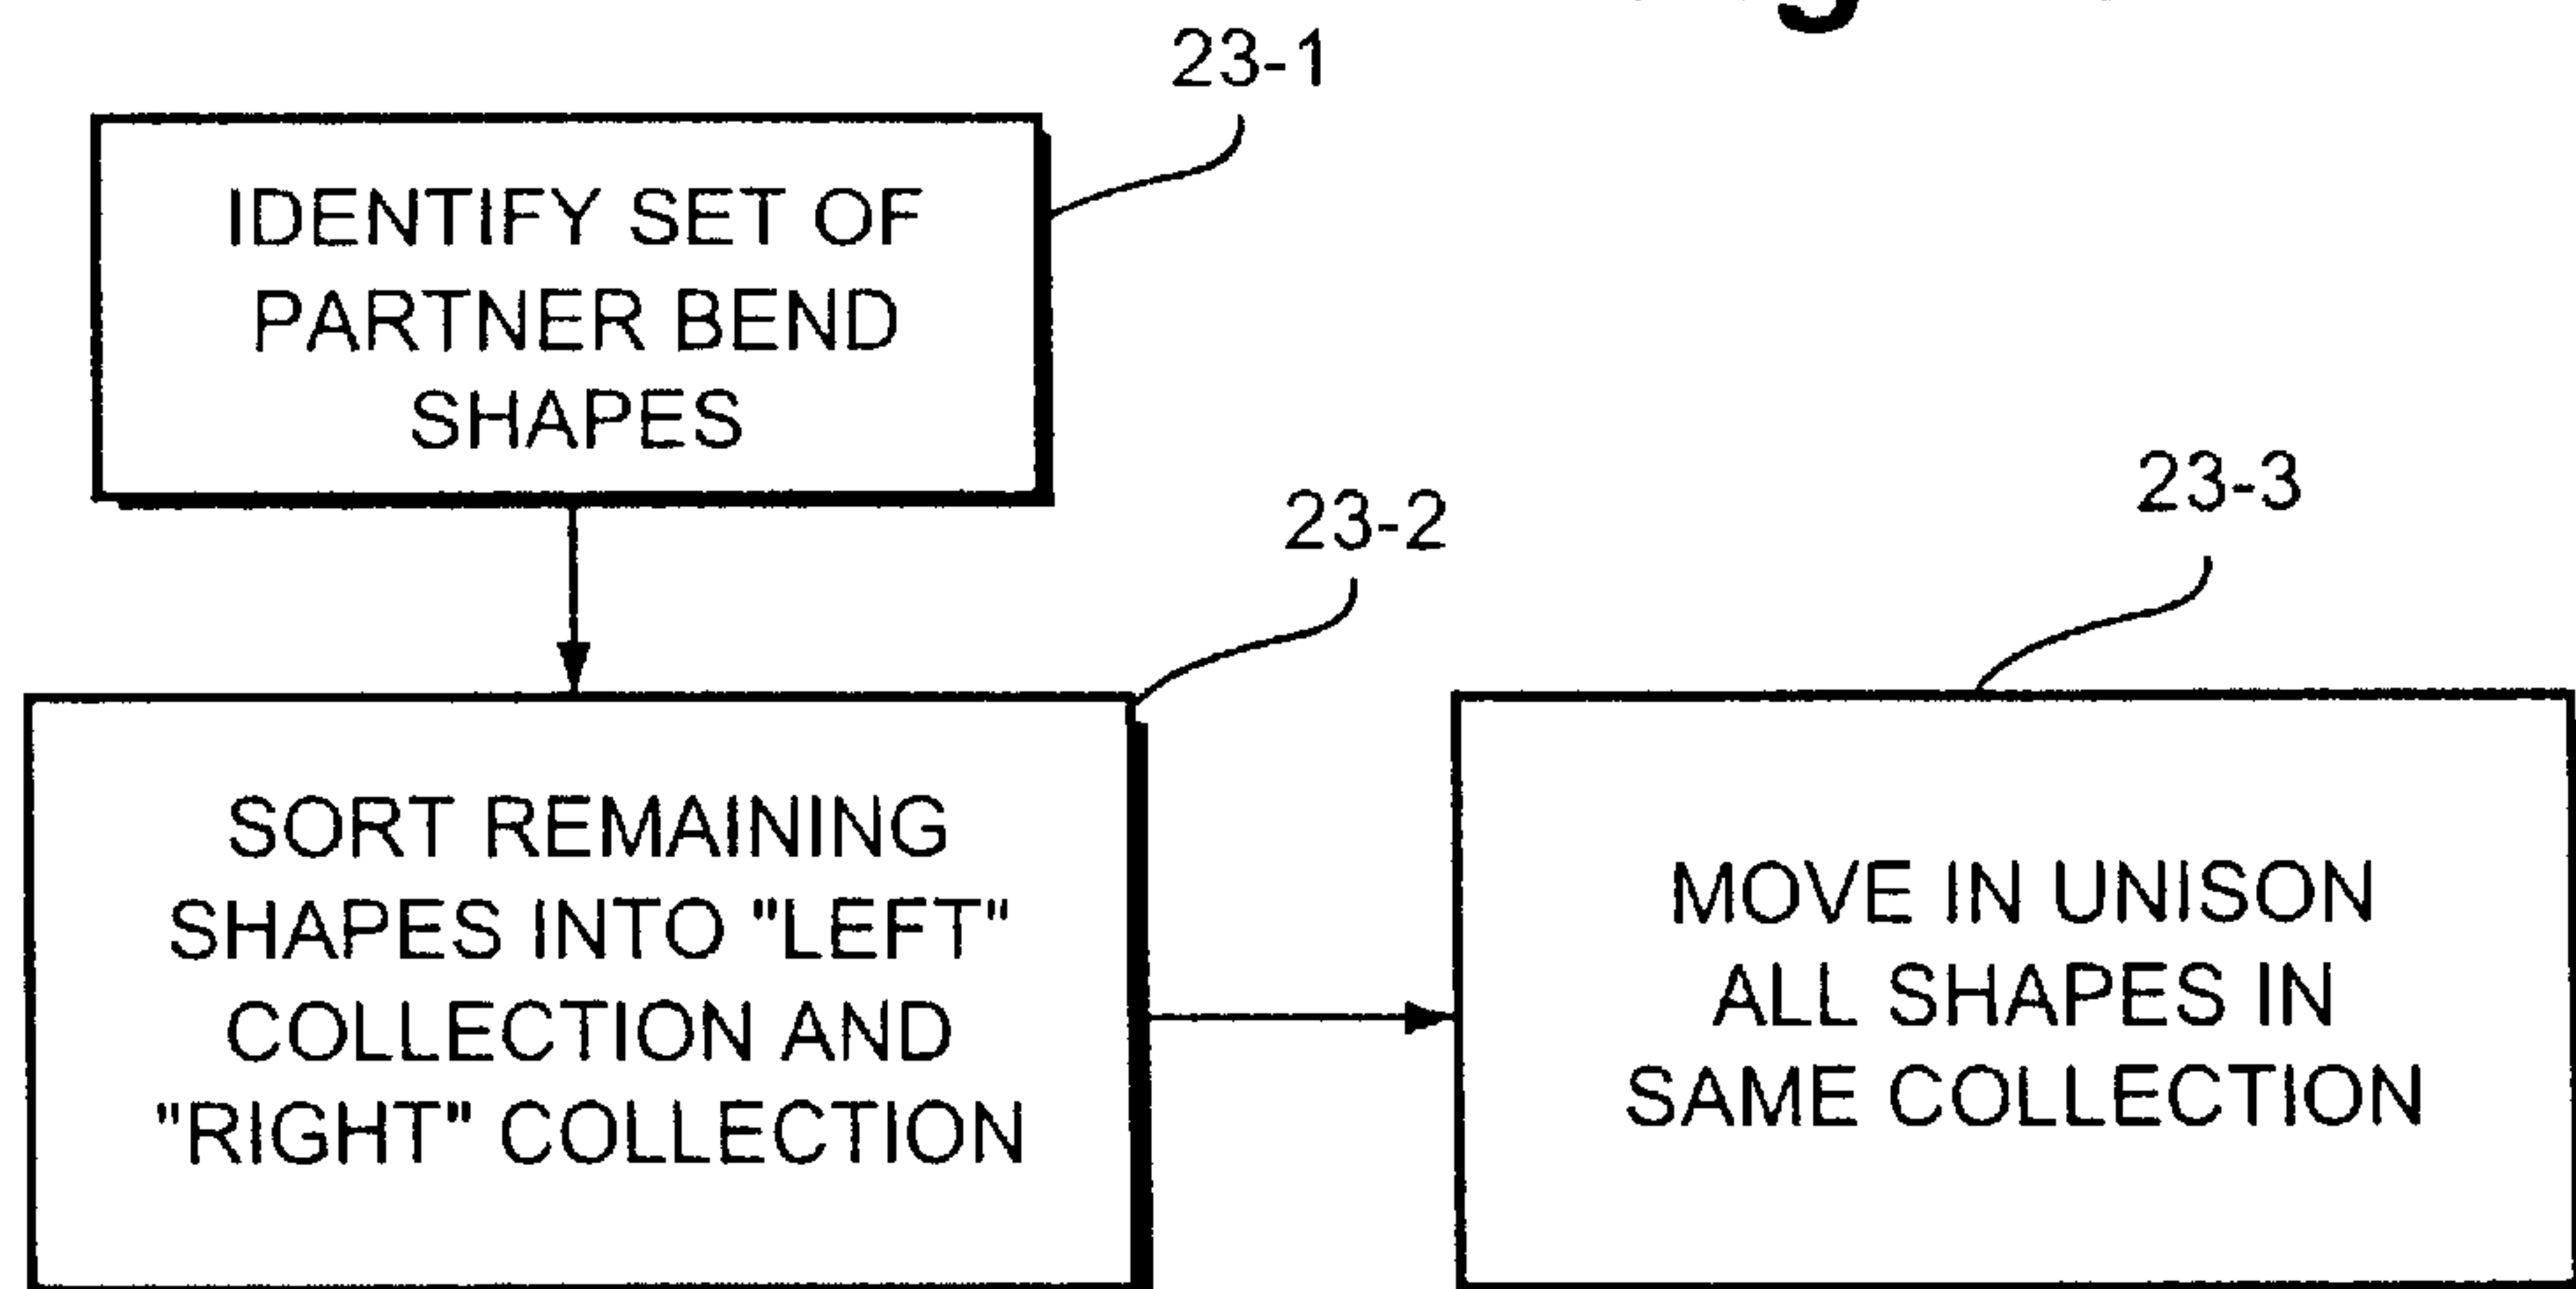 23-1
IDENTIFY SET OF
PARTNER BEND
SHAPES
23-2
SORT REMAINING
SHAPES INTO "LEFT"
COLLECTION AND
"RIGHT" COLLECTION
23-3
MOVE IN UNISON
ALL SHAPES IN
SAME COLLECTION